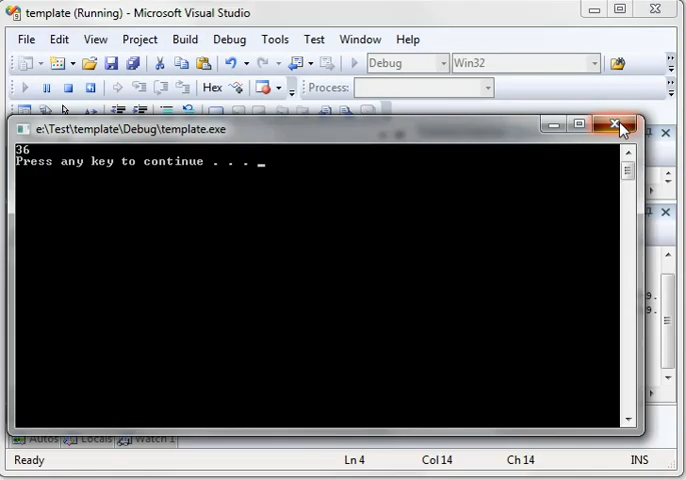 template (Running) - Microsoft Visual Studio
File Edit View Project Build Debug Tools Test Window Help
Debug Win32
Hex Process:
e:\Test\template\Debug\template.exe
36
Press any key to continue . . . _
9.
9.
Autos Locals Watch 1
Ready Ln 4 Col 14 Ch 14 INS